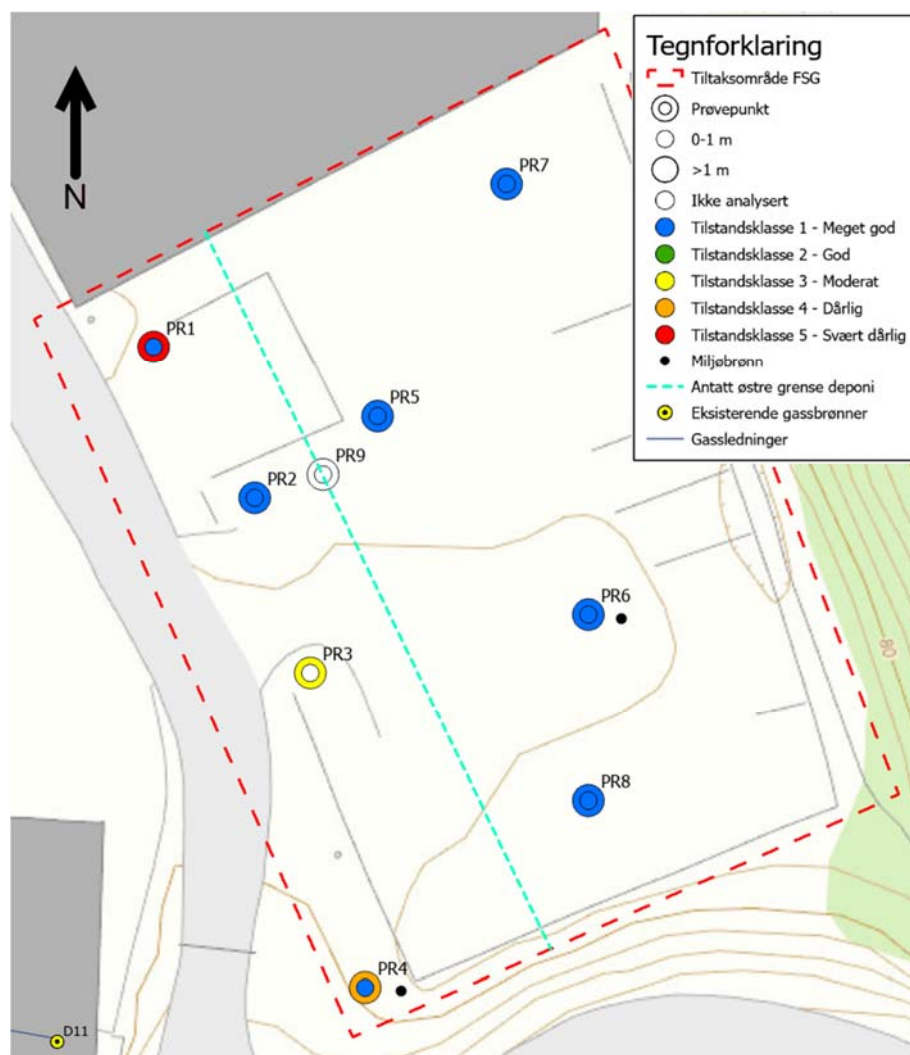 Tegnforklaring
Tiltaksområde FSG
Prøvepunkt
0-1 m
>1 m
Ikke analysert
Tilstandsklasse 1 - Meget god
Tilstandsklasse 2 - God
Tilstandsklasse 3 - Moderat
Tilstandsklasse 4 - Dårlig
Tilstandsklasse 5 - Svært dårlig
Miljøbrønn
Antatt østre grense deponi
Eksisterende gassbrønner
Gassledninger
N
PR7
PR1
PR5
PR9
PR2
PR6
PR3
80
PR8
PR4
D11